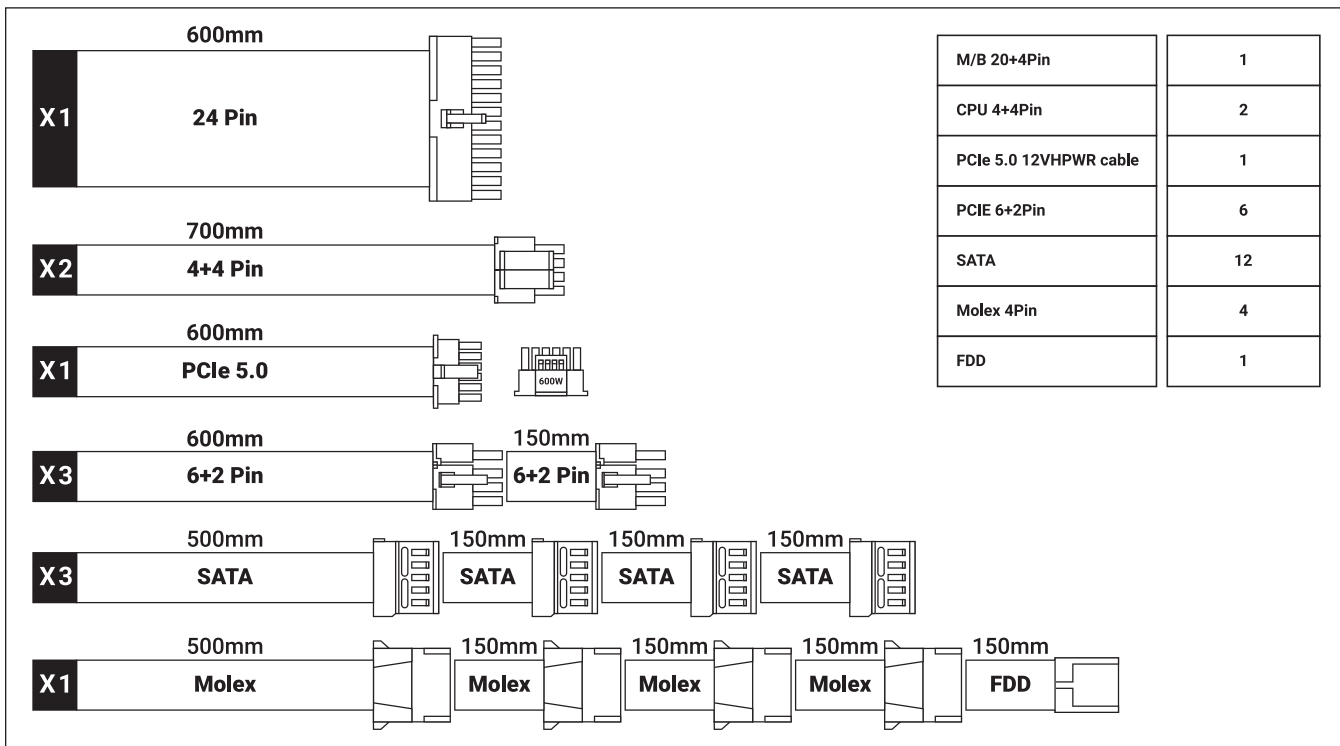 600mm
X1
24 Pin
700mm
X2
4+4 Pin
600mm
X1
PCIe 5.0
600W
600mm 150mm
X3
6+2 Pin 6+2 Pin
500mm 150mm 150mm 150mm
X3
SATA SATA SATA SATA
500mm 150mm 150mm 150mm 150mm
X1
Molex Molex Molex Molex FDD
M/B 20+4Pin 1
CPU 4+4Pin 2
PCIe 5.0 12VHPWR cable 1
PCIE 6+2Pin 6
SATA 12
Molex 4Pin 4
FDD 1